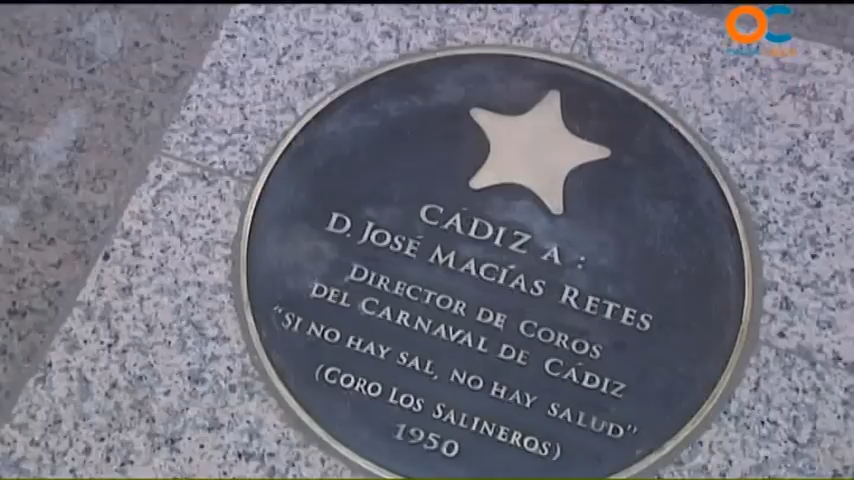 OC
CÁDIZ A :
D. JOSÉ MACÍAS RETES
DIRECTOR DE COROS
DEL CARNAVAL DE CÁDIZ
"SI NO HAY SAL, NO HAY SALUD"
(CORO LOS SALINEROS)
1950